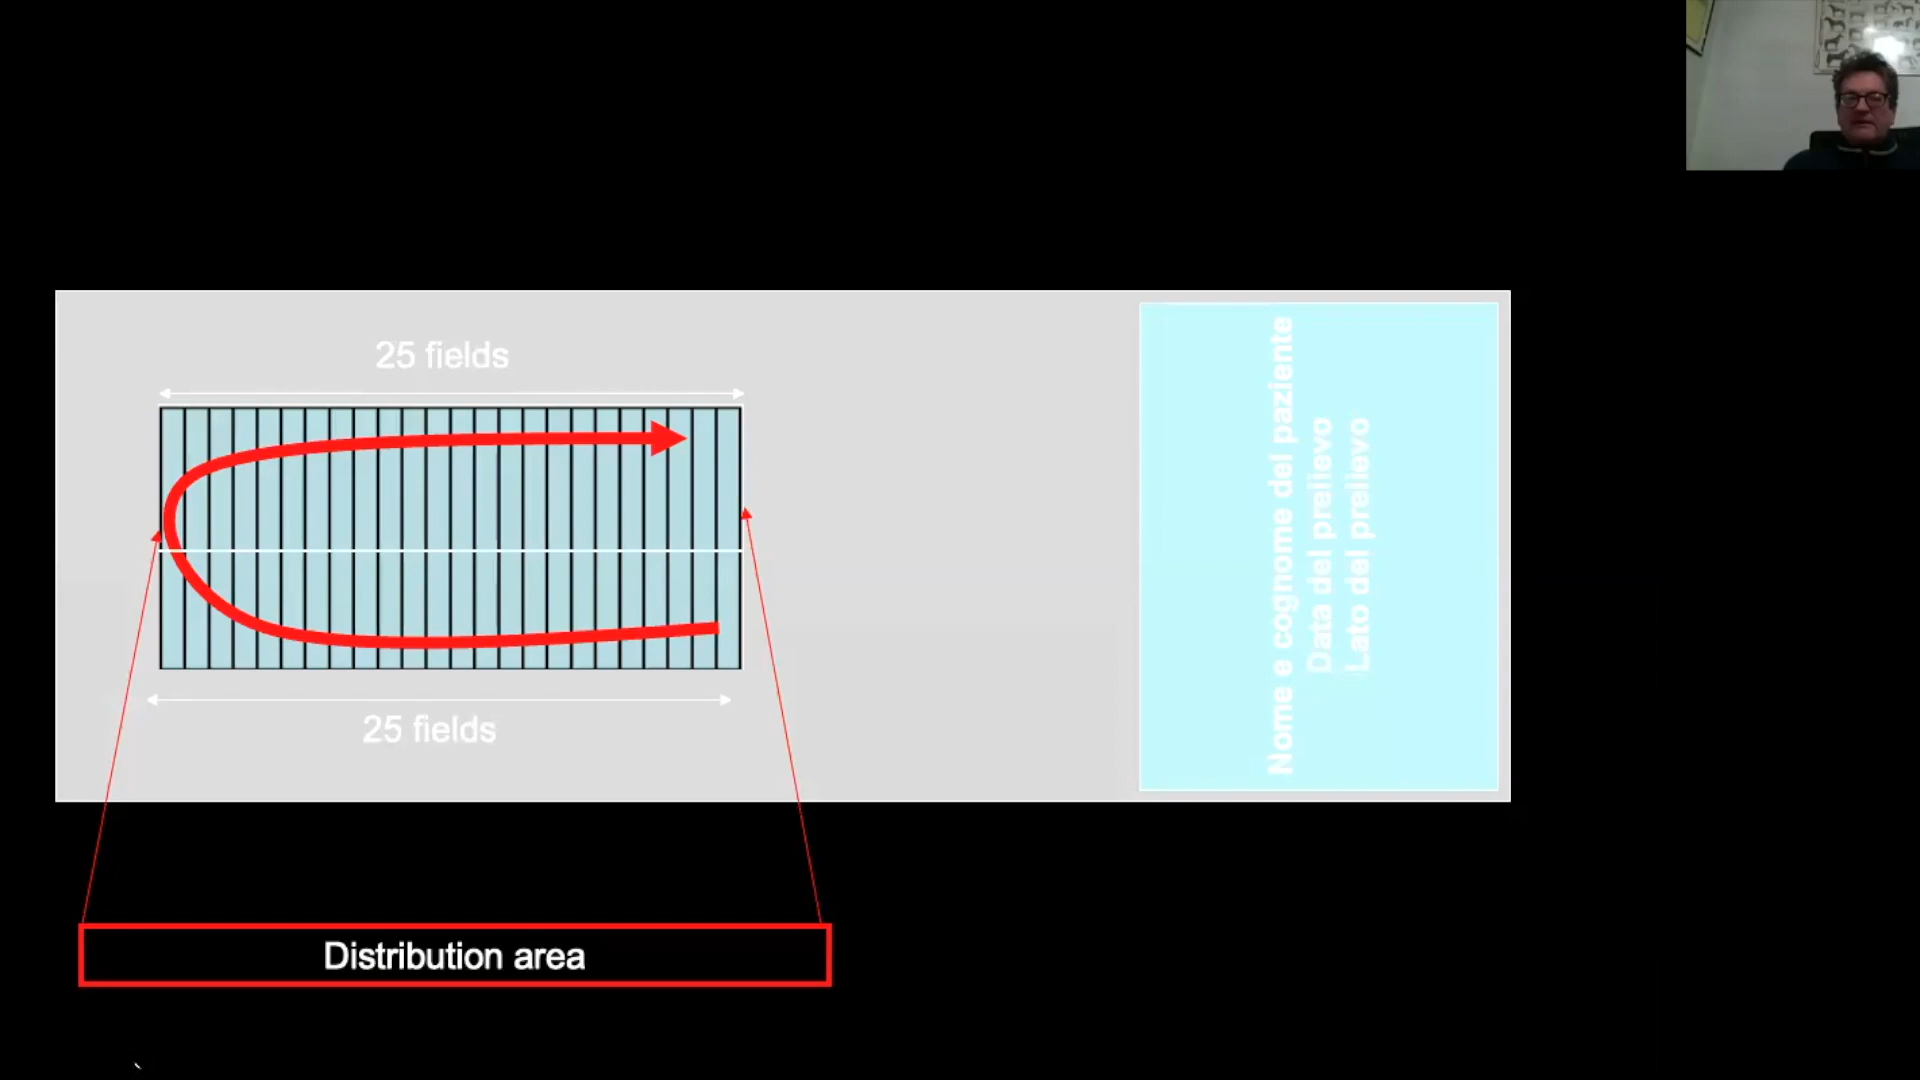 25 fields
25 fields
Nome e cognome del paziente
Data del prelievo
Lato del prelievo
Distribution area